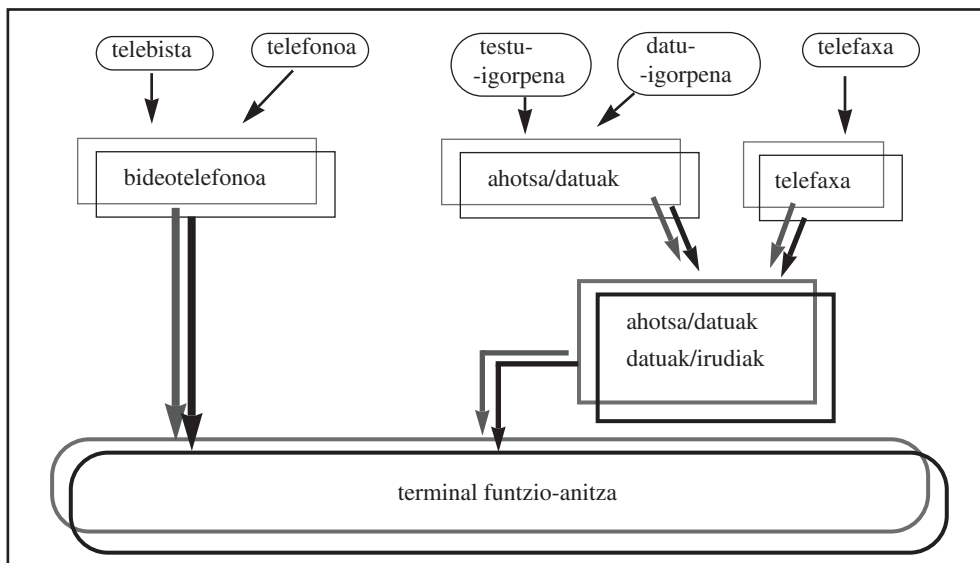 telebista
telefonoa
testu-
-igorpena
datu-
-igorpena
telefaxa
bideotelefonoa
ahotsa/datuak
telefaxa
ahotsa/datuak
datuak/irudiak
terminal funtzio-anitza